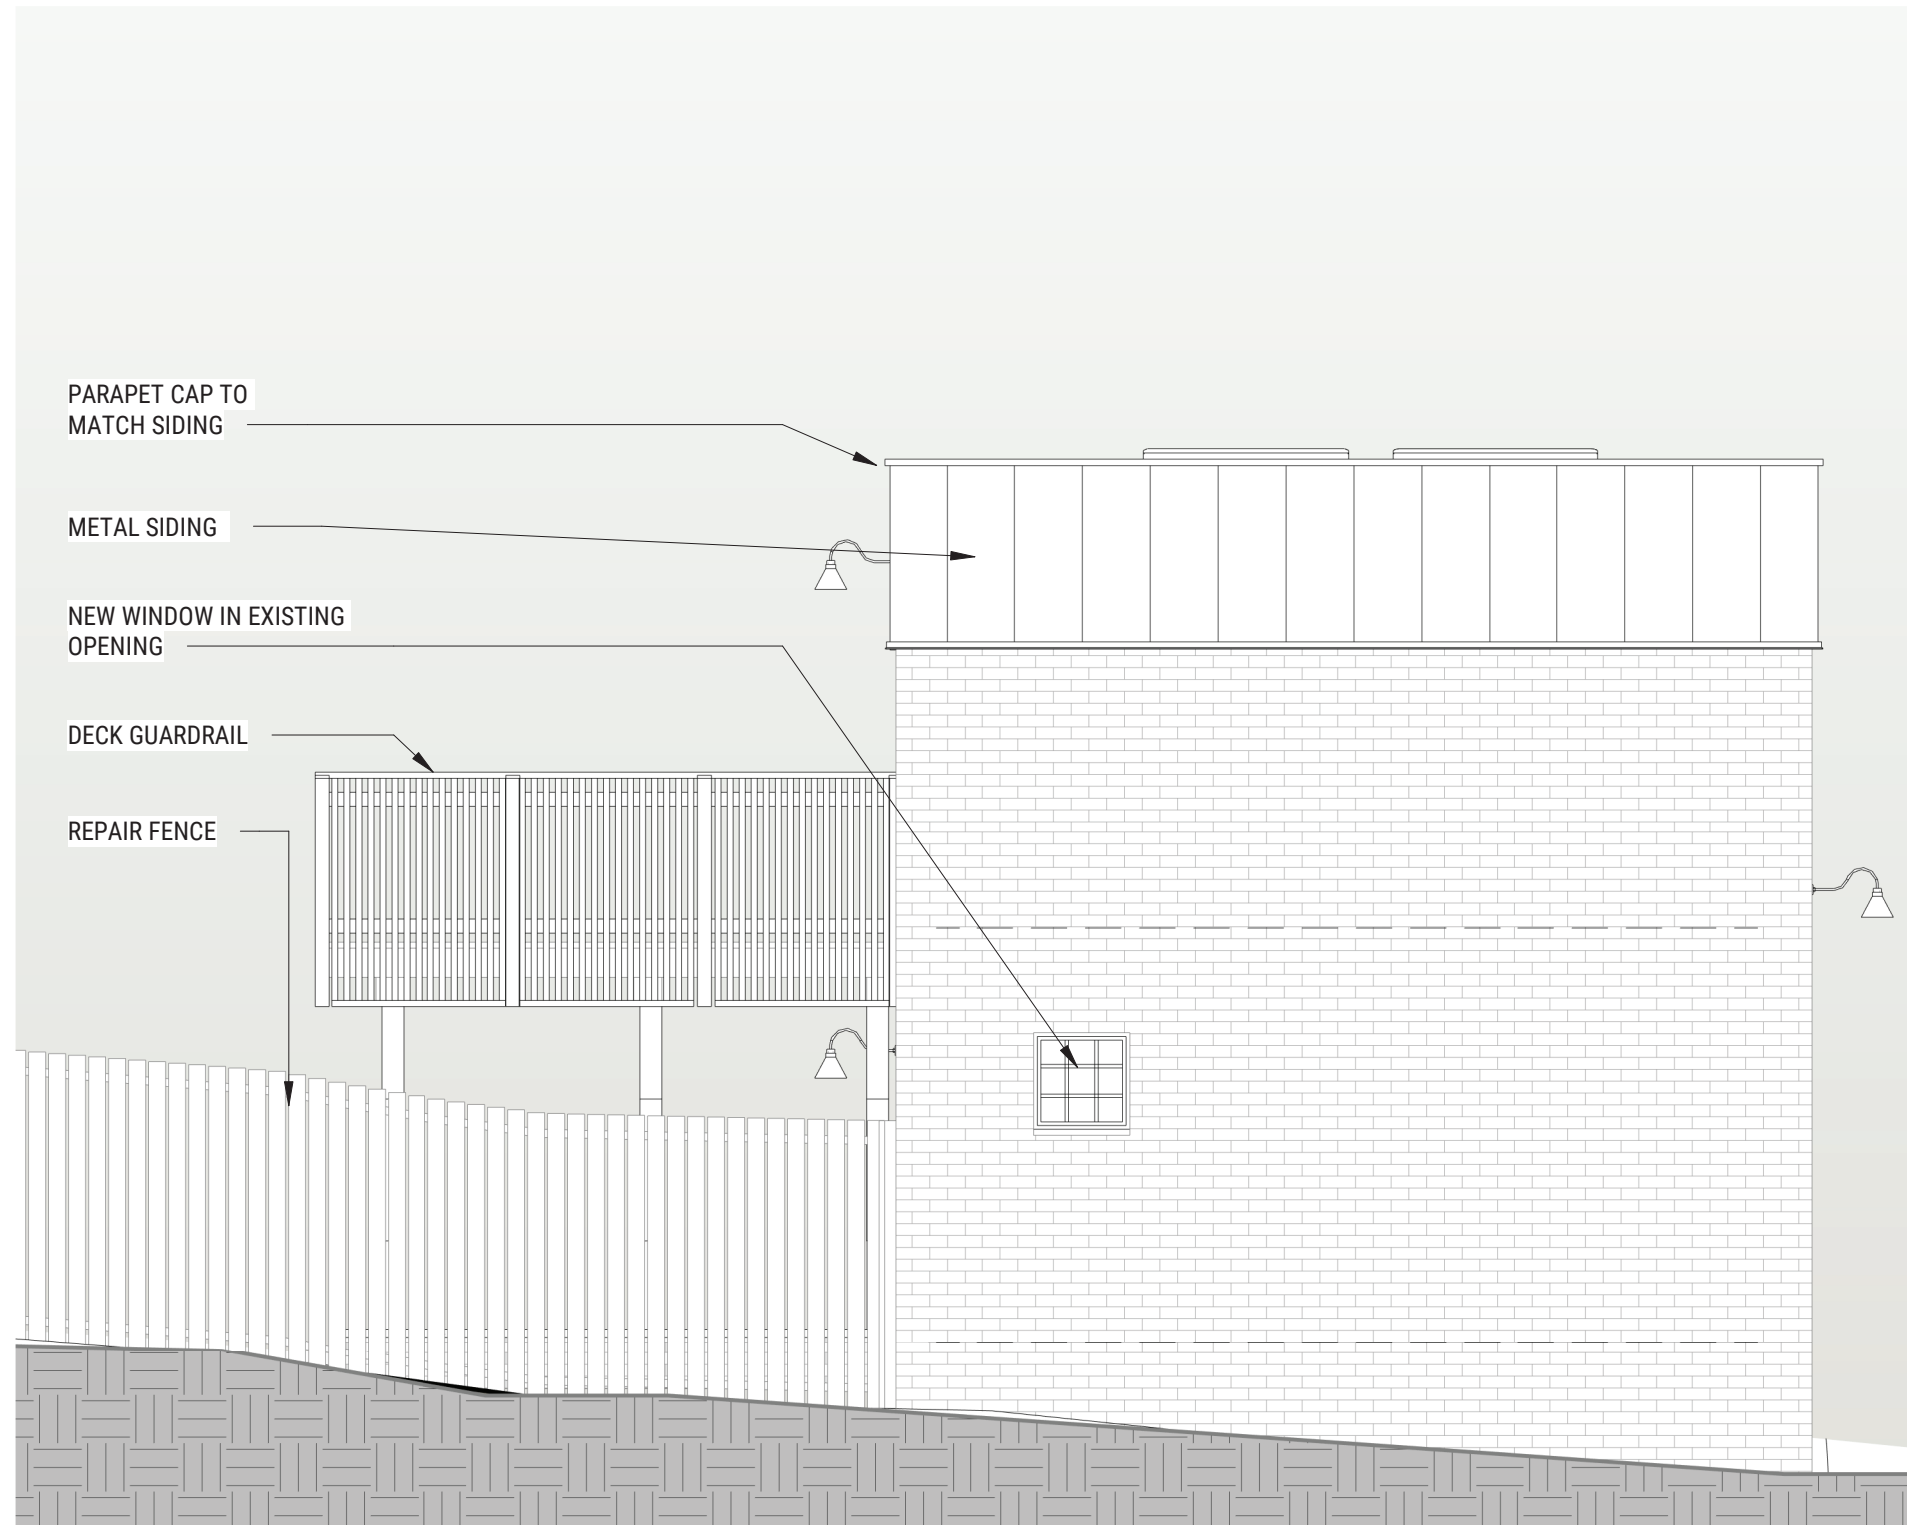 PARAPET CAP TO
MATCH SIDING
METAL SIDING
NEW WINDOW IN EXISTING
OPENING
DECK GUARDRAIL
REPAIR FENCE